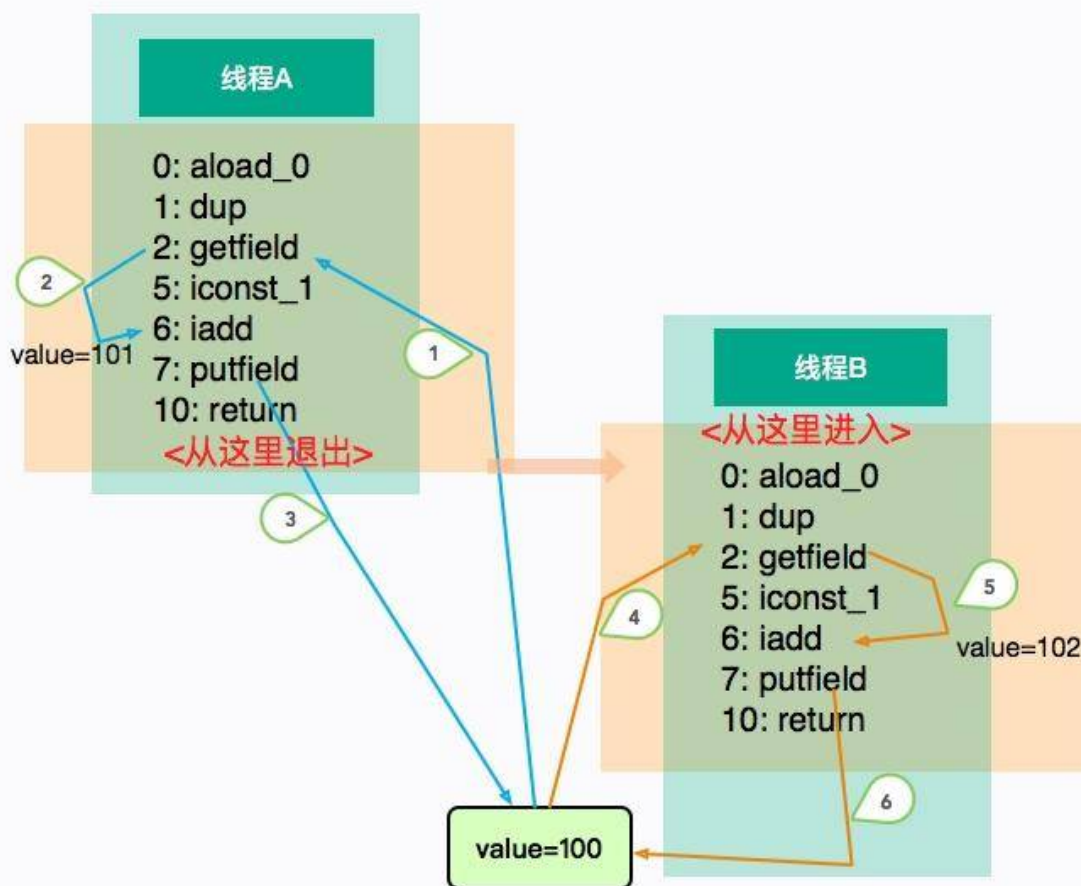 线程A
0: aload_0
1: dup
2: getfield
5: iconst_1
6: iadd
7: putfield
10: return
<从这里退出>
2
value=101
1
3
线程B
<从这里进入>
0: aload_0
1: dup
2: getfield
5: iconst_1
6: iadd
7: putfield
10: return
4
5
value=102
6
value=100